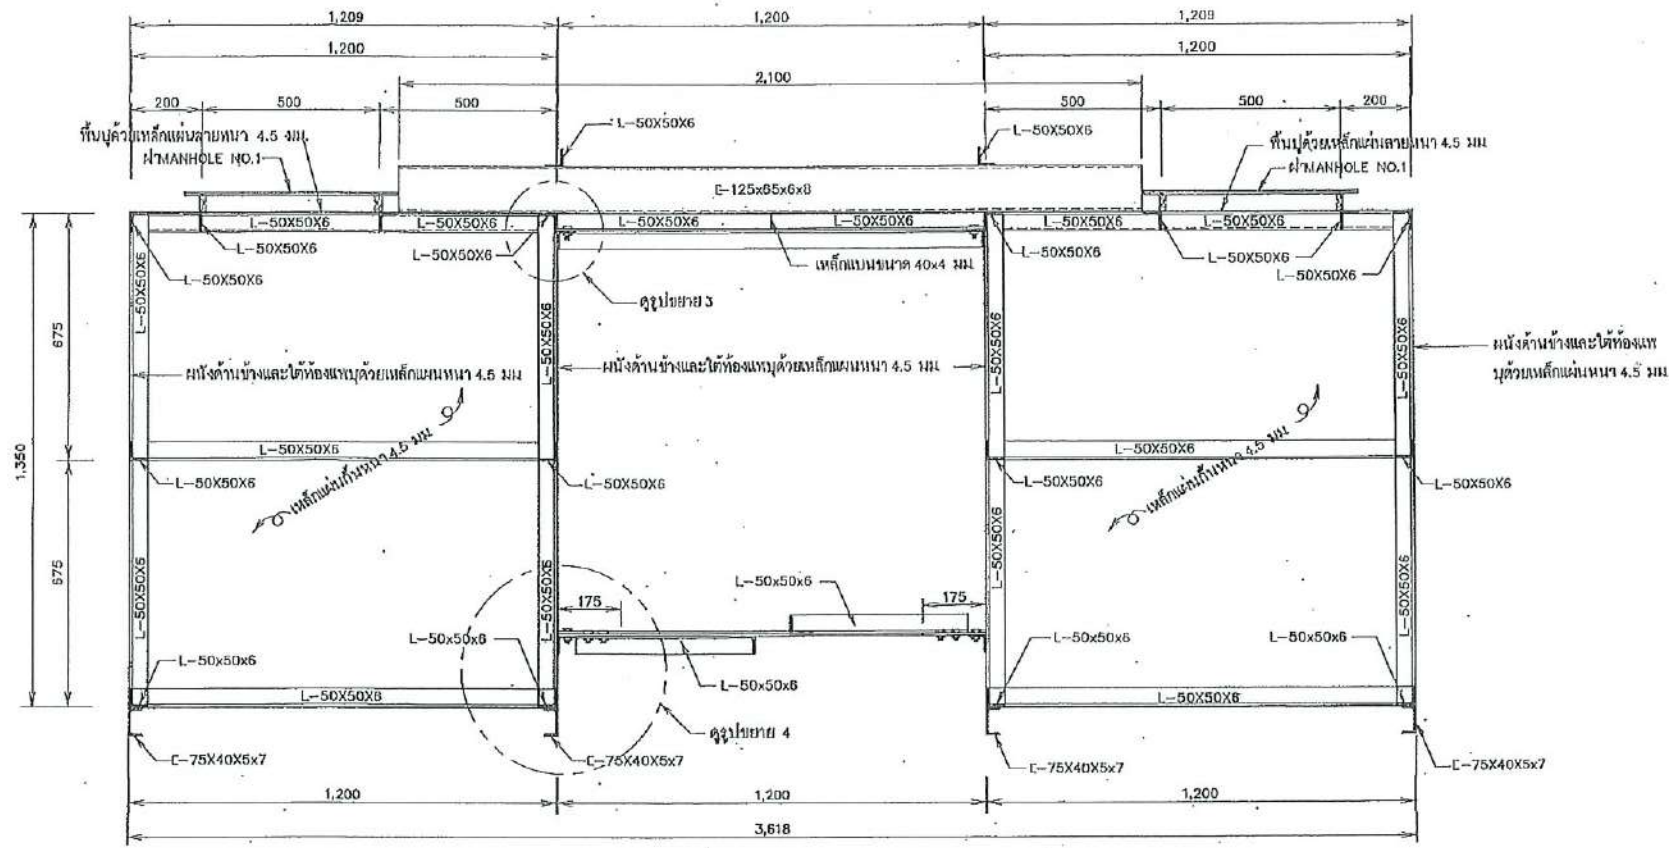 1,209
1,200
1,209
1,200
1,200
2,100
200
500
500
500
500
200
พื้นปูด้วยเหล็กแผ่นลายหนา 4.5 มม.
ฝาMANHOLE NO.1
L-50X50X6
L-50X50X6
พื้นปูด้วยเหล็กแผ่นลายหนา 4.5 มม
ฝาMANHOLE NO.1
C-125x65x6x8
L-50X50X6
L-50X50X6
L-50X50X6
L-50X50X6
L-50X50X6
L-50X50X6
L-50X50X6
L-50X50X6
L-50X50X6
L-50X50X6
L-50X50X6
L-50X50X6
L-50X50X6
เหล็กแบนขนาด 40x4 มม
ดูรูปขยาย 3
L-50X50X6
L-50X50X6
L-50X50X6
L-50X50X6
675
1,350
675
ผนังด้านข้างและใต้ท้องแพบุด้วยเหล็กแผ่นหนา 4.5 มม
ผนังด้านข้างและใต้ท้องแพบุด้วยเหล็กแผ่นหนา 4.5 มม
ผนังด้านข้างและใต้ท้องแพ
บุด้วยเหล็กแผ่นหนา 4.5 มม
L-50X50X6
L-50X50X6
เหล็กแผ่นกั้นหนา 4.5 มม
เหล็กแผ่นกั้นหนา 4.5 มม
L-50X50X6
L-50X50X6
L-50X50X6
L-50X50X6
L-50X50X6
L-50X50X6
L-50X50X6
L-50X50X6
L-50x50x6
175
175
L-50x50x6
L-50x50x6
L-50x50x6
L-50x50x6
L-50x50x6
L-50X50X6
L-50X50X6
ดูรูปขยาย 4
C-75X40X5x7
C-75X40X5x7
C-75X40X5x7
C-75X40X5x7
1,200
1,200
1,200
3,618